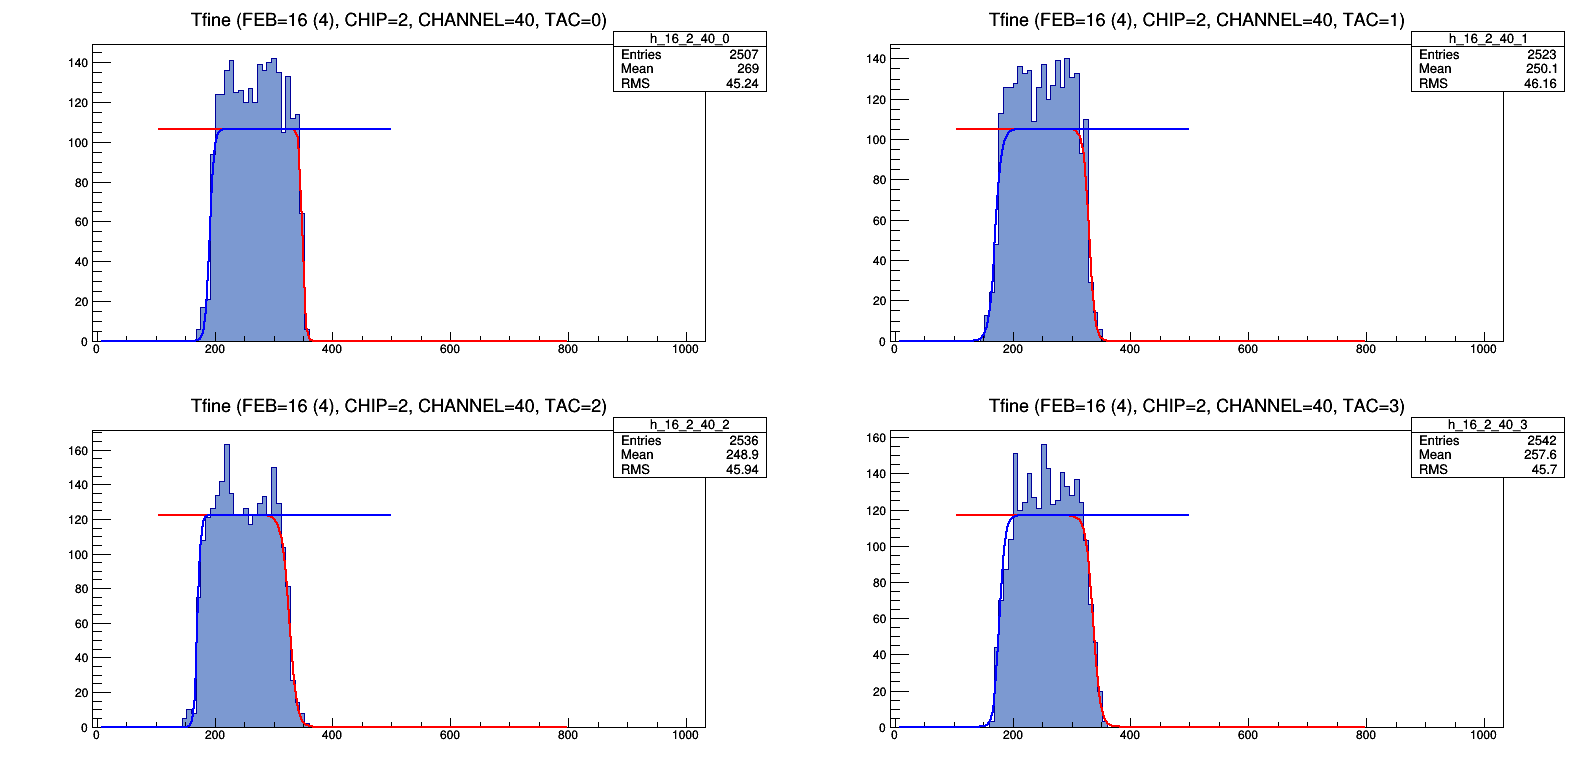 Tfine (FEB=16 (4), CHIP=2, CHANNEL=40, TAC=0)
h_16_2_40_0
Entries 2507
Mean 269
RMS 45.24
140
120
100
80
60
40
20
0
0 200 400 600 800 1000
Tfine (FEB=16 (4), CHIP=2, CHANNEL=40, TAC=1)
h_16_2_40_1
Entries 2523
Mean 250.1
RMS 46.16
140
120
100
80
60
40
20
0
0 200 400 600 800 1000
Tfine (FEB=16 (4), CHIP=2, CHANNEL=40, TAC=2)
h_16_2_40_2
Entries 2536
Mean 248.9
RMS 45.94
160
140
120
100
80
60
40
20
0
0 200 400 600 800 1000
Tfine (FEB=16 (4), CHIP=2, CHANNEL=40, TAC=3)
h_16_2_40_3
Entries 2542
Mean 257.6
RMS 45.7
160
140
120
100
80
60
40
20
0
0 200 400 600 800 1000